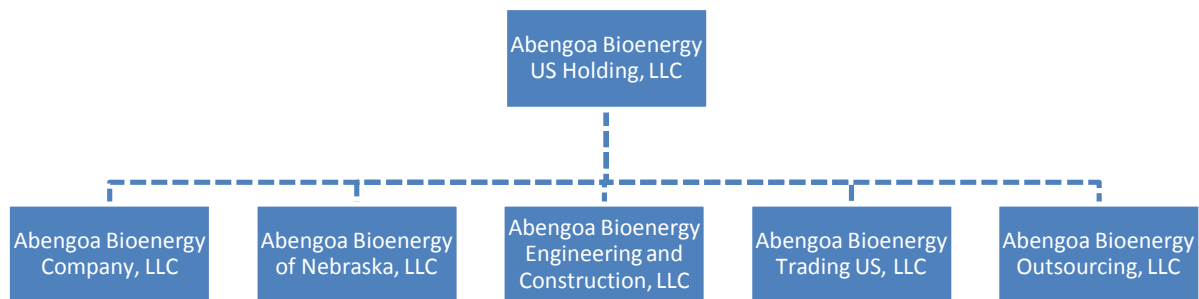 Abengoa Bioenergy
US Holding, LLC
Abengoa Bioenergy
Company, LLC
Abengoa Bioenergy
of Nebraska, LLC
Abengoa Bioenergy
Engineering and
Construction, LLC
Abengoa Bioenergy
Trading US, LLC
Abengoa Bioenergy
Outsourcing, LLC